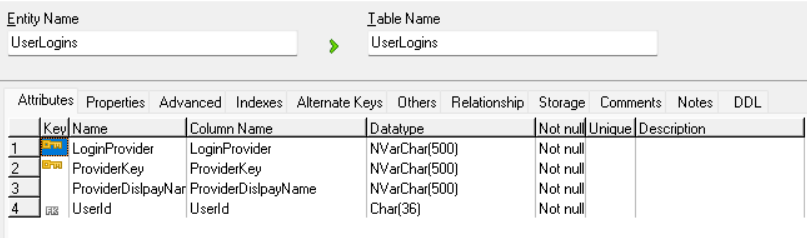 Entity Name Table Name
UserLogins UserLogins
Attributes Properties Advanced Indexes Alternate Keys Others Relationship Storage Comments Notes DDL
Key Name Column Name Datatype Not null Unique Description
1 LoginProvider LoginProvider NVarChar(500) Not null
2 ProviderKey ProviderKey NVarChar(500) Not null
3 ProviderDislpayNar ProviderDislpayName NVarChar(500) Not null
4 FK UserId UserId Char(36) Not null